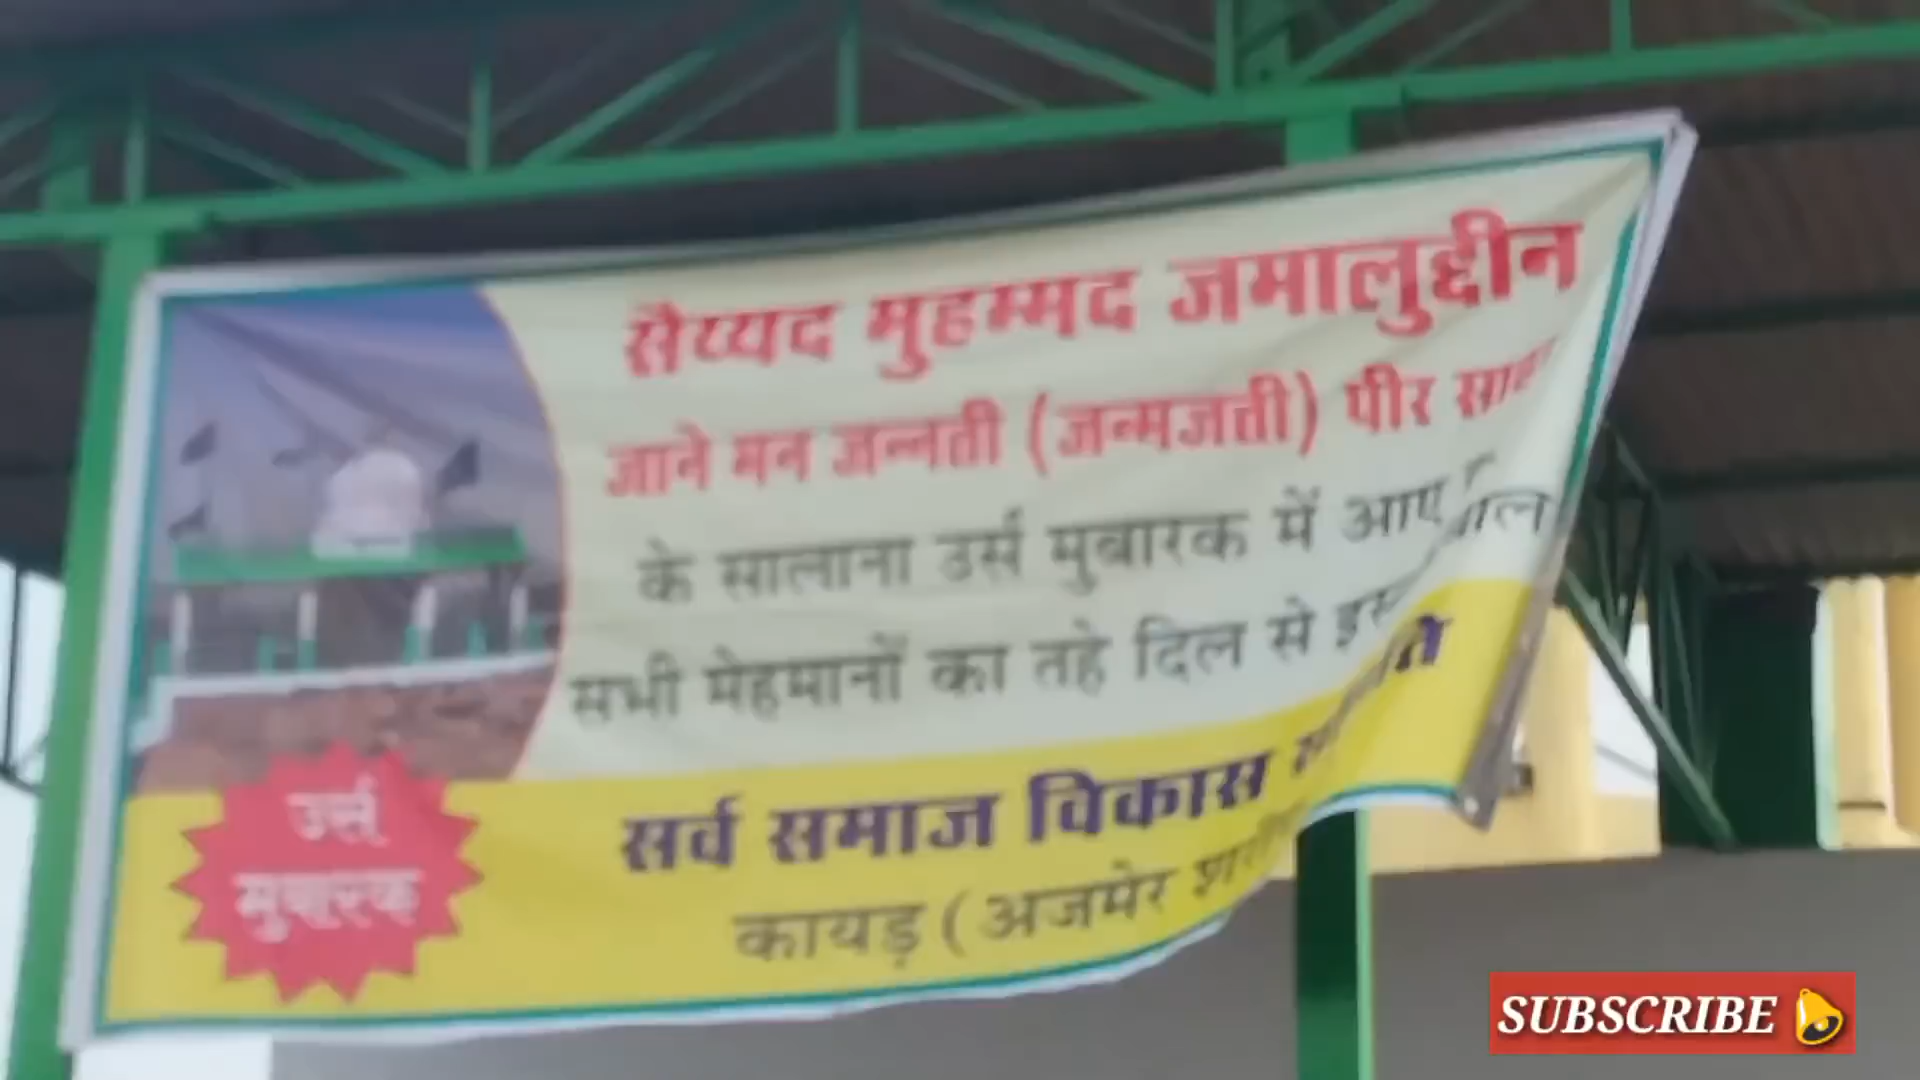 सैय्यद मुहम्मद जमालुद्दीन
जाने मन जन्नती (जन्मजती) पीर
के सालाना उर्स मुबारक में आए
सभी मेहमानों का तहे दिल से
सर्व समाज विकास
कायड़ (अजमेर
उर्स
मुबारक
SUBSCRIBE